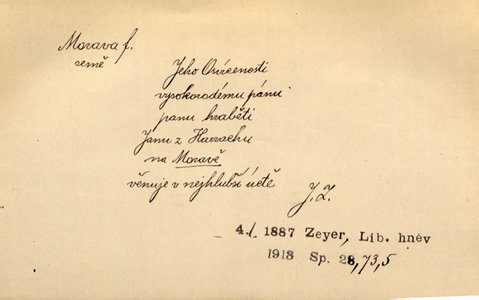 Morava f.
země
Jeho Osvícenosti
vysokorodému pánu
panu hraběti
Janu z Harrachu
na Moravě
věnuje v nejhlubší úctě
J. Z.
4./ 1887 Zeyer, Lib. hněv
1918 Sp. 28, 73, 5